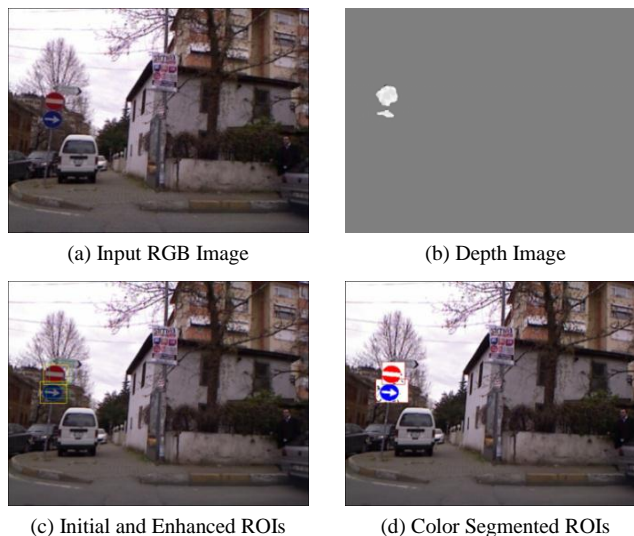 (a) Input RGB Image
(b) Depth Image
(c) Initial and Enhanced ROIs
(d) Color Segmented ROIs